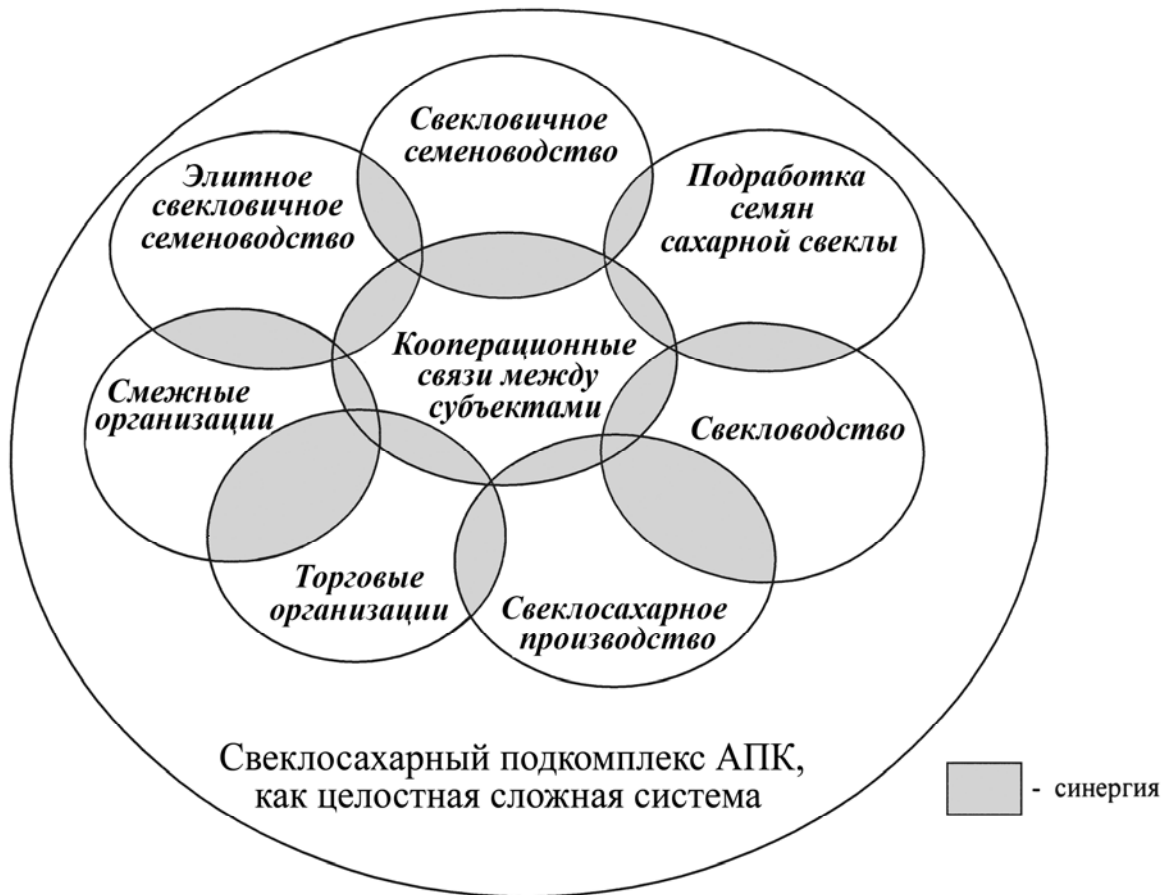 Свекловичное
семеноводство
Элитное
свекловичное
семеноводство
Подработка
семян
сахарной свеклы
Кооперационные
связи между
субъектами
Смежные
организации
Свекловодство
Торговые
организации
Свеклосахарное
производство
Свеклосахарный подкомплекс АПК,
как целостная сложная система
- синергия